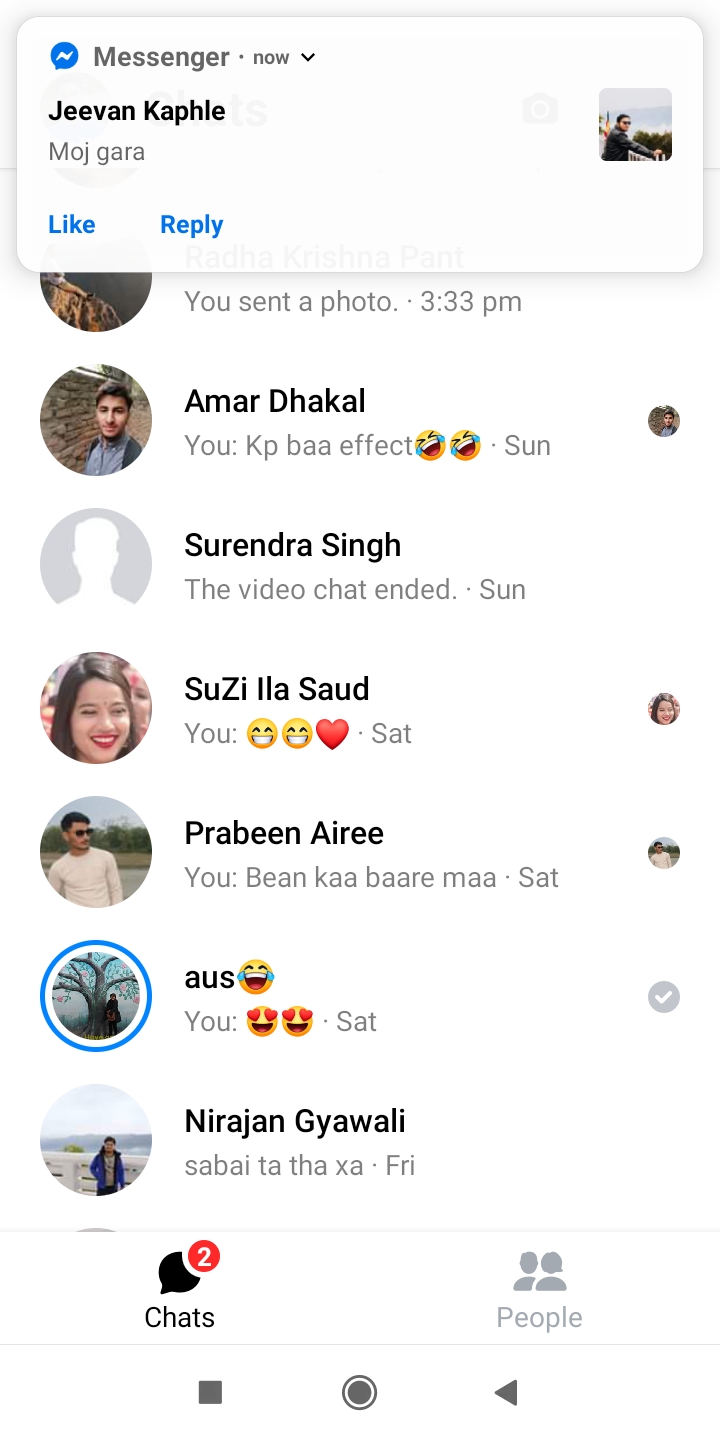 Messenger · now
Jeevan Kaphle
Moj gara
Like Reply
Chats
Radha Krishna Pant
You sent a photo. · 3:33 pm
Amar Dhakal
You: Kp baa effect🤣🤣 · Sun
Surendra Singh
The video chat ended. · Sun
SuZi Ila Saud
You: 😁😁❤️ · Sat
Prabeen Airee
You: Bean kaa baare maa · Sat
aus😂
You: 😍😍 · Sat
Nirajan Gyawali
sabai ta tha xa · Fri
2
Chats People